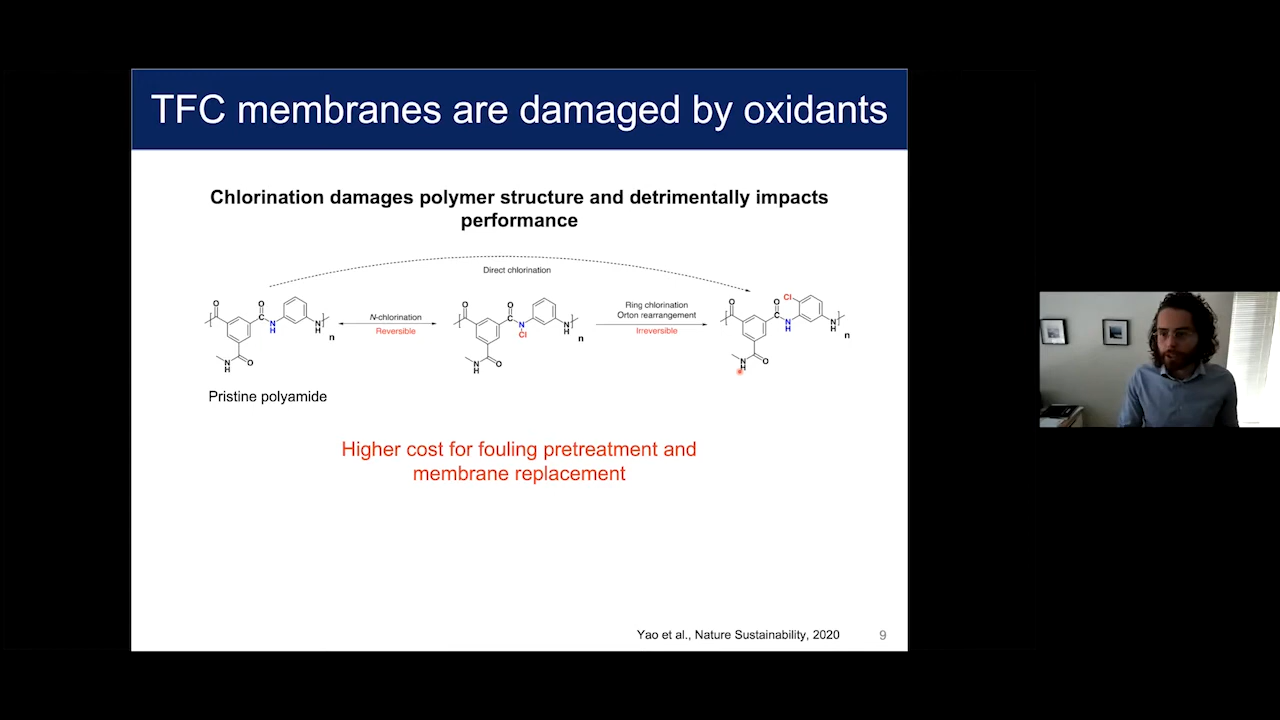 TFC membranes are damaged by oxidants
Chlorination damages polymer structure and detrimentally impacts
performance
Direct chlorination
O
O
C
N
H
N
H
n
N
H
O
Pristine polyamide
N-chlorination
Reversible
O
O
C
N
Cl
N
H
n
N
H
O
Ring chlorination
Orton rearrangement
Irreversible
O
O
C
Cl
N
H
N
H
n
N
H
O
Higher cost for fouling pretreatment and
membrane replacement
Yao et al., Nature Sustainability, 2020
9